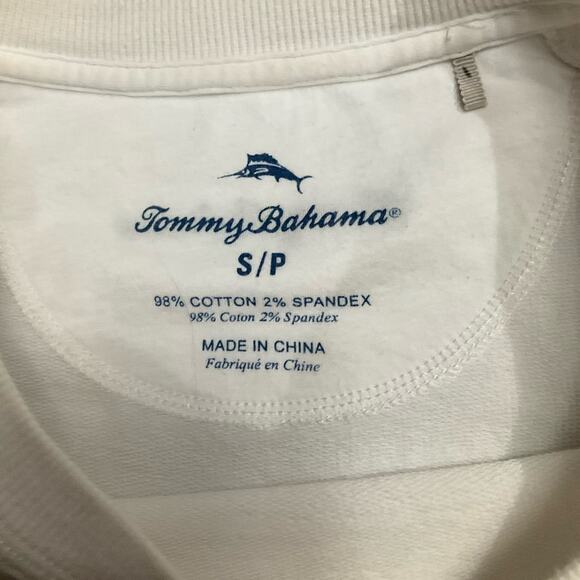 Tommy Bahama®
S/P
98% COTTON 2% SPANDEX
98% Coton 2% Spandex
MADE IN CHINA
Fabriqué en Chine